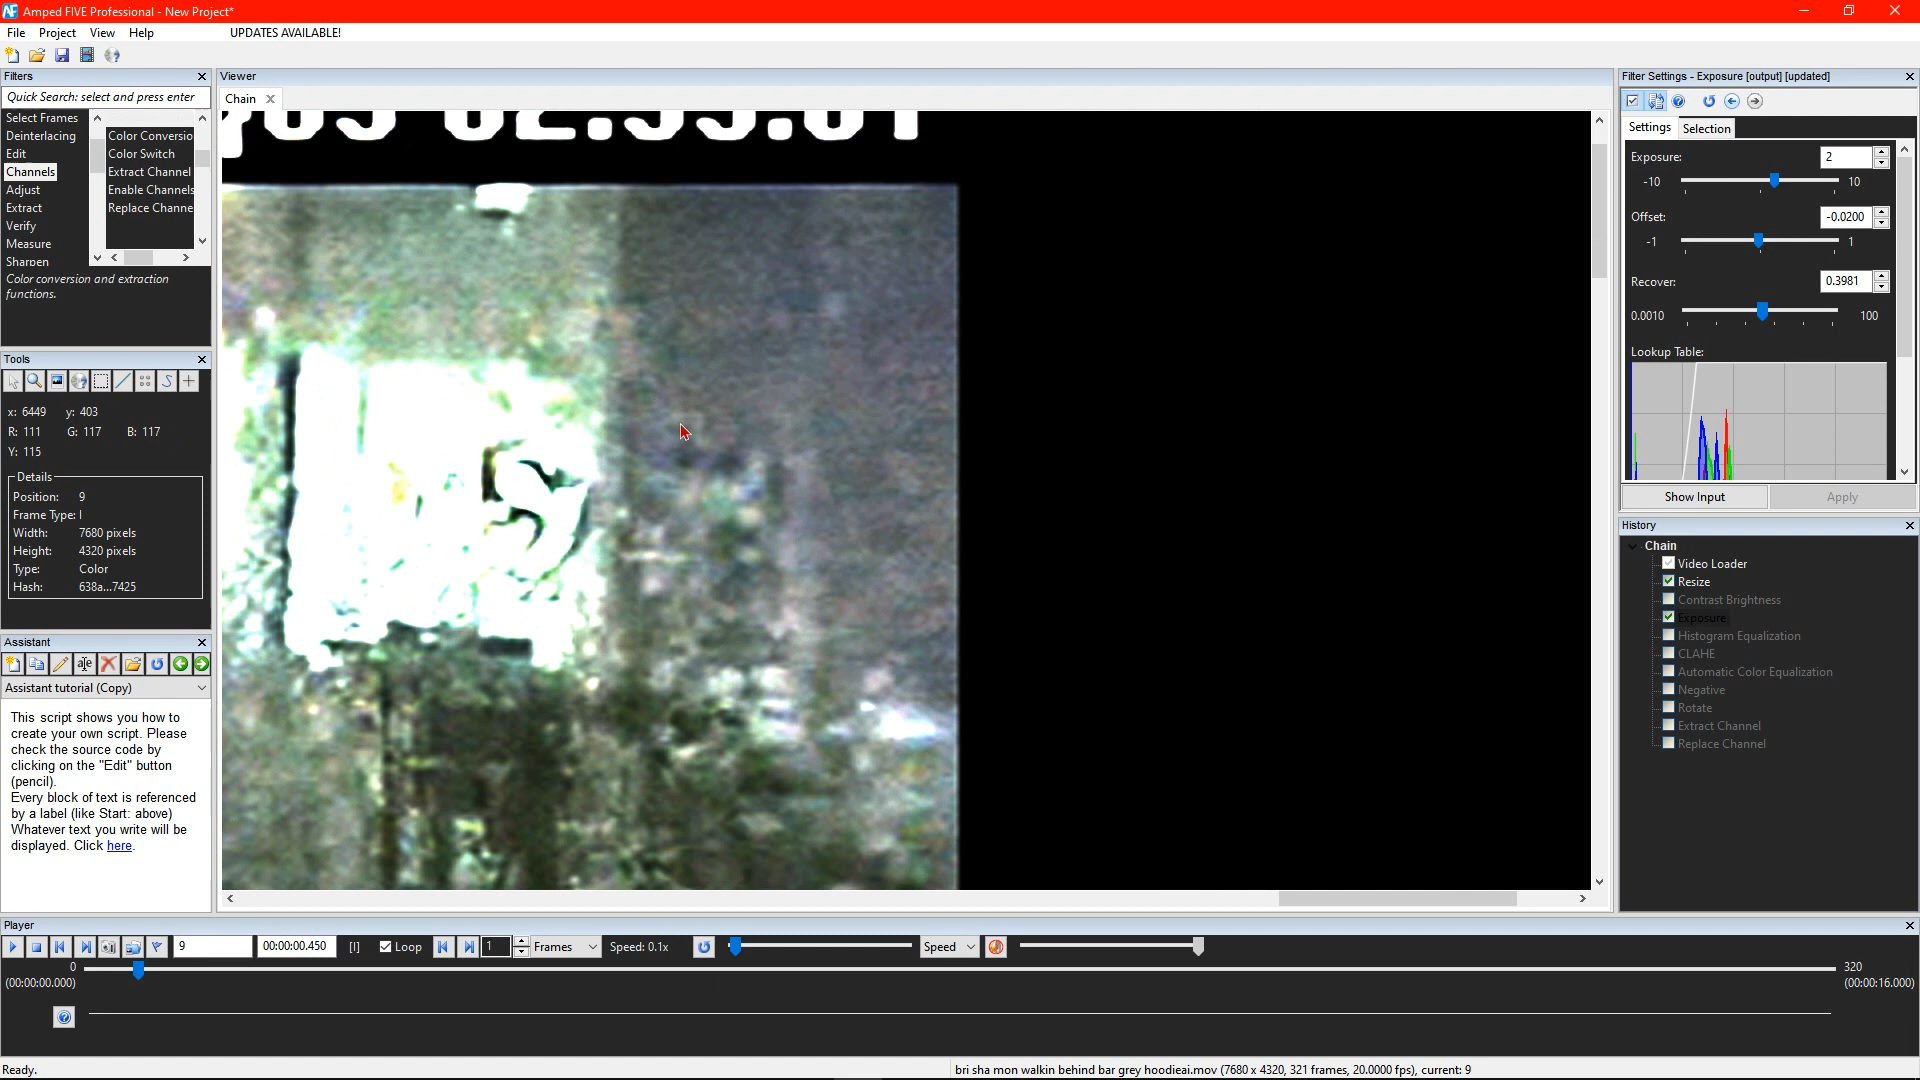 Amped FIVE Professional - New Project*
File Project View Help UPDATES AVAILABLE!
Filters
Quick Search: select and press enter
Select Frames
Deinterlacing
Edit
Channels
Adjust
Extract
Verify
Measure
Sharpen
Color Conversio
Color Switch
Extract Channel
Enable Channels
Replace Channe
Color conversion and extraction
functions.
Tools
x: 6449 y: 403
R: 111 G: 117 B: 117
Y: 115
Details
Position: 9
Frame Type: I
Width: 7680 pixels
Height: 4320 pixels
Type: Color
Hash: 638a...7425
Assistant
Assistant tutorial (Copy)
This script shows you how to
create your own script. Please
check the source code by
clicking on the "Edit" button
(pencil).
Every block of text is referenced
by a label (like Start: above)
Whatever text you write will be
displayed. Click here.
Viewer
Chain
Filter Settings - Exposure [output] [updated]
Settings Selection
Exposure: 2
-10 10
Offset: -0.0200
-1 1
Recover: 0.3981
0.0010 100
Lookup Table:
Show Input Apply
History
Chain
Video Loader
Resize
Contrast Brightness
Exposure
Histogram Equalization
CLAHE
Automatic Color Equalization
Negative
Rotate
Extract Channel
Replace Channel
Player
9 00:00:00.450 [I] Loop 1 Frames Speed: 0.1x Speed
0 320
(00:00:00.000) (00:00:16.000)
Ready. bri sha mon walkin behind bar grey hoodieai.mov (7680 x 4320, 321 frames, 20.0000 fps), current: 9